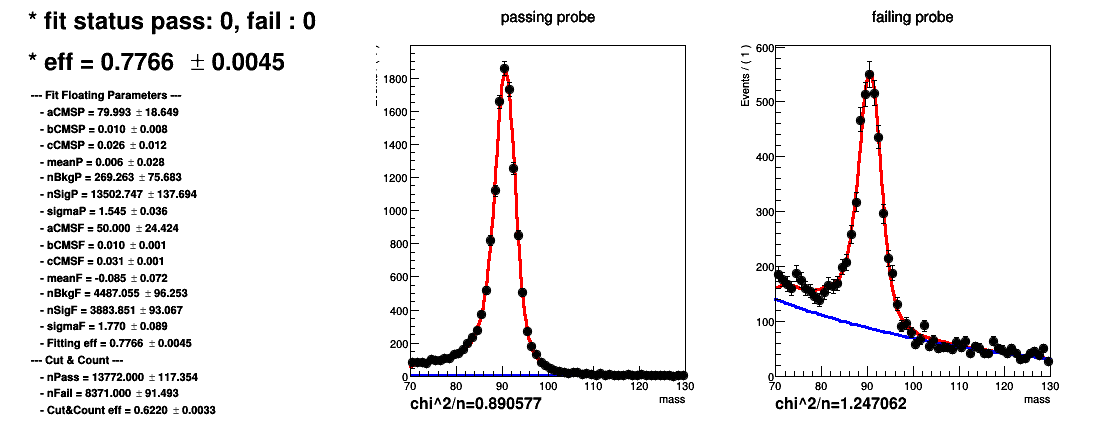 * fit status pass: 0, fail : 0
* eff = 0.7766 ± 0.0045
--- Fit Floating Parameters ---
- aCMSP = 79.993 ± 18.649
- bCMSP = 0.010 ± 0.008
- cCMSP = 0.026 ± 0.012
- meanP = 0.006 ± 0.028
- nBkgP = 269.263 ± 75.683
- nSigP = 13502.747 ± 137.694
- sigmaP = 1.545 ± 0.036
- aCMSF = 50.000 ± 24.424
- bCMSF = 0.010 ± 0.001
- cCMSF = 0.031 ± 0.001
- meanF = -0.085 ± 0.072
- nBkgF = 4487.055 ± 96.253
- nSigF = 3883.851 ± 93.067
- sigmaF = 1.770 ± 0.089
- Fitting eff = 0.7766 ± 0.0045
--- Cut & Count ---
- nPass = 13772.000 ± 117.354
- nFail = 8371.000 ± 91.493
- Cut&Count eff = 0.6220 ± 0.0033
passing probe
1800
1600
1400
1200
1000
800
600
400
200
0
70 80 90 100 110 120 130
mass
chi^2/n=0.890577
failing probe
Events / ( 1 )
600
500
400
300
200
100
0
70 80 90 100 110 120 130
mass
chi^2/n=1.247062